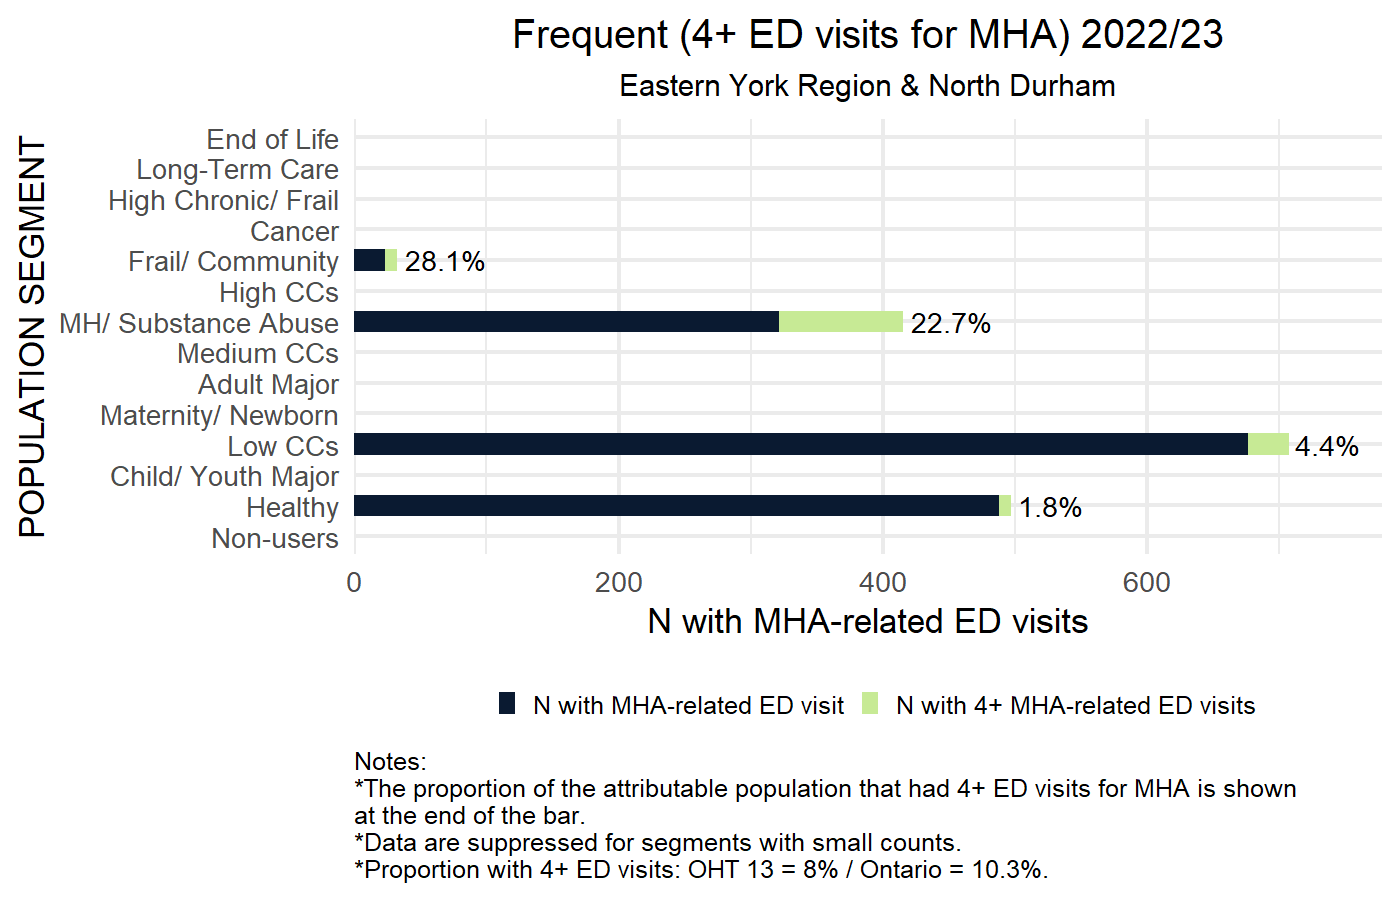 Frequent (4+ ED visits for MHA) 2022/23
Eastern York Region & North Durham
POPULATION SEGMENT
End of Life
Long-Term Care
High Chronic/ Frail
Cancer
Frail/ Community
28.1%
High CCs
MH/ Substance Abuse
22.7%
Medium CCs
Adult Major
Maternity/ Newborn
Low CCs
4.4%
Child/ Youth Major
Healthy
1.8%
Non-users
0 200 400 600
N with MHA-related ED visits
N with MHA-related ED visit N with 4+ MHA-related ED visits
Notes:
*The proportion of the attributable population that had 4+ ED visits for MHA is shown
at the end of the bar.
*Data are suppressed for segments with small counts.
*Proportion with 4+ ED visits: OHT 13 = 8% / Ontario = 10.3%.